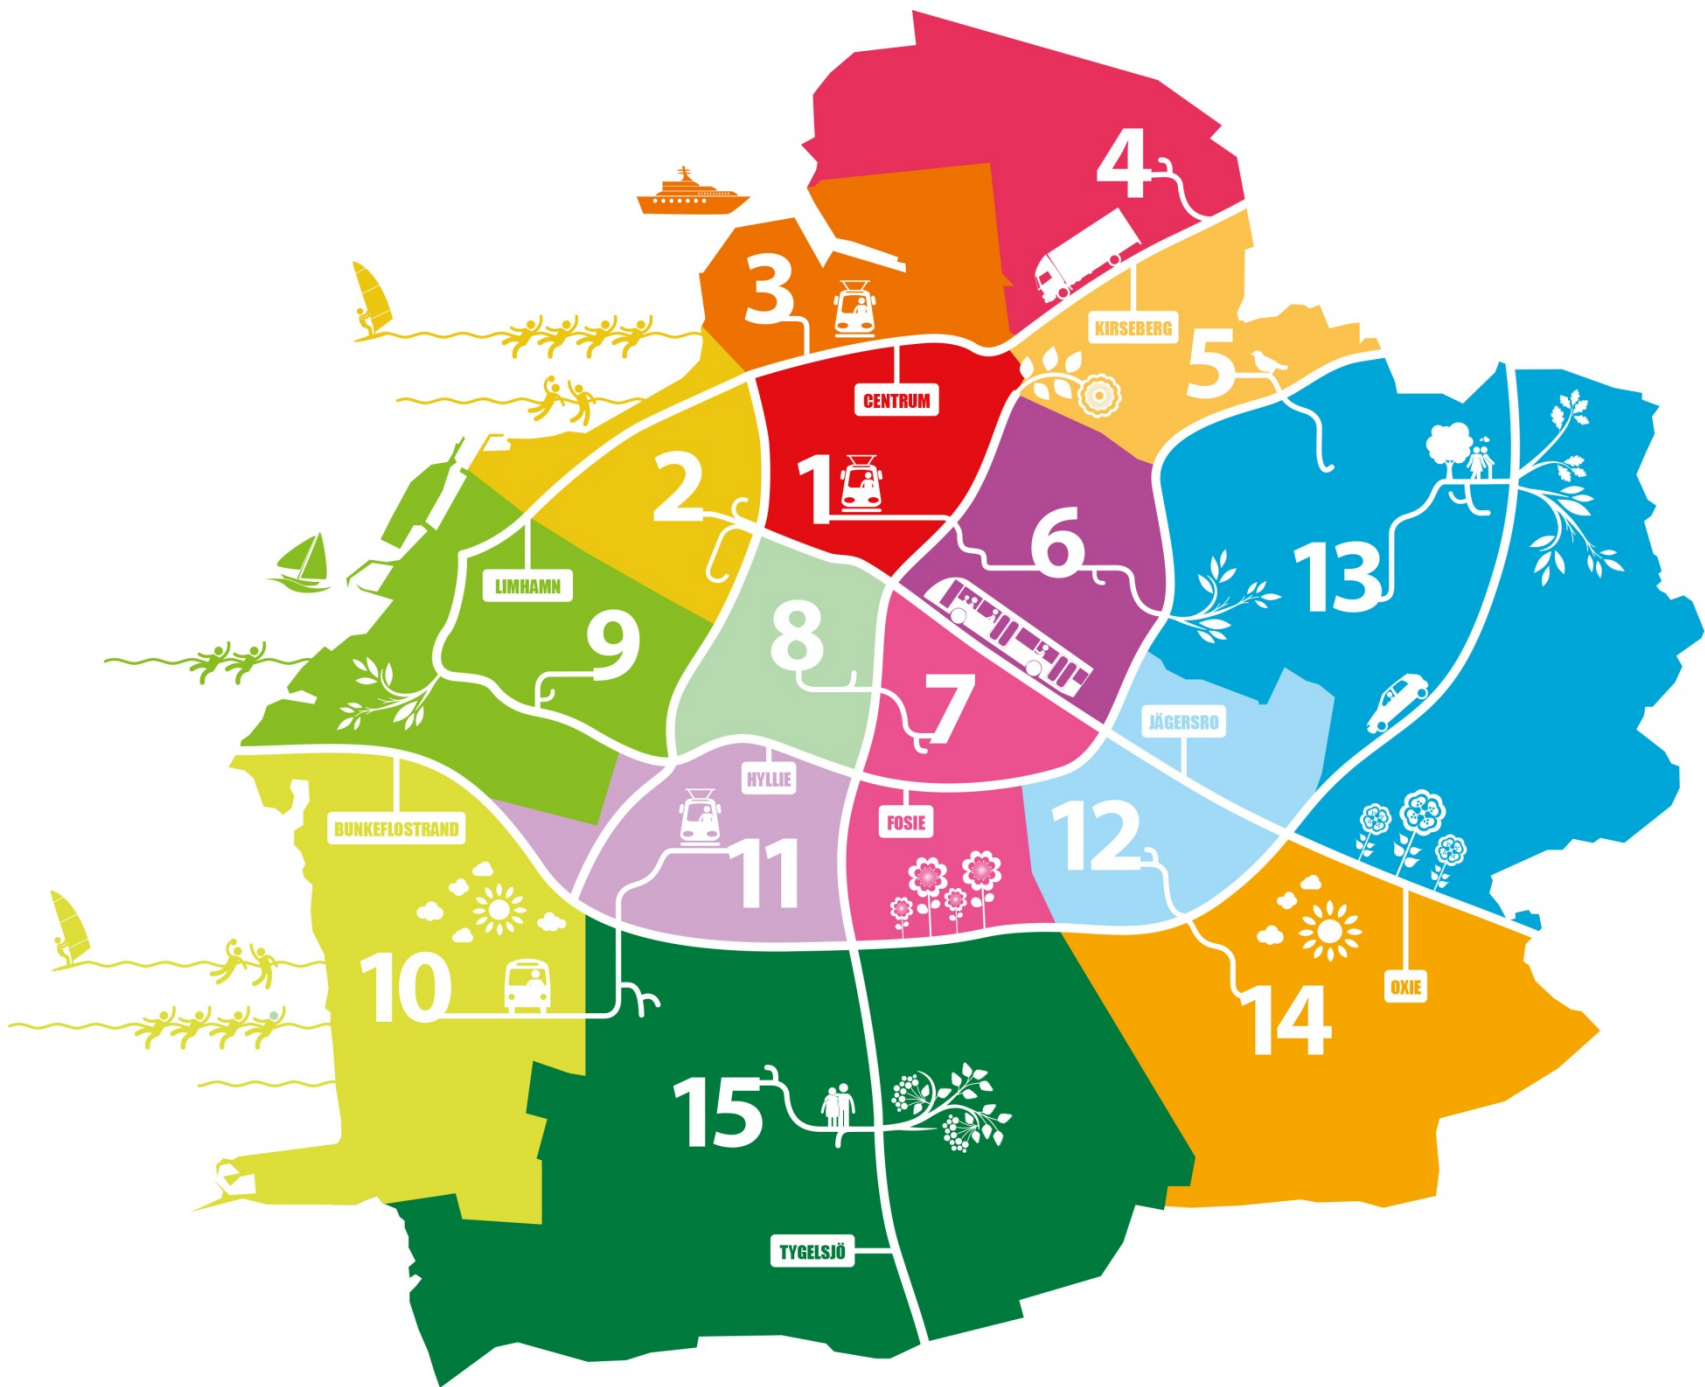 4
3
KIRSEBERG
5
CENTRUM
2
1
6
13
LIMHAMN
9
8
7
JÄGERSRO
HYLLIE
BUNKEFLOSTRAND
FOSIE
12
11
10
14
OXIE
15
TYGELSJÖ